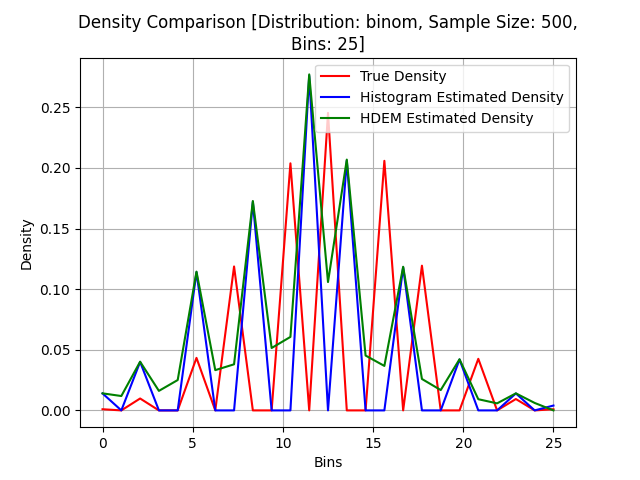 Density Comparison [Distribution: binom, Sample Size: 500,
Bins: 25]
True Density
Histogram Estimated Density
HDEM Estimated Density
Density
0.25
0.20
0.15
0.10
0.05
0.00
0 5 10 15 20 25
Bins